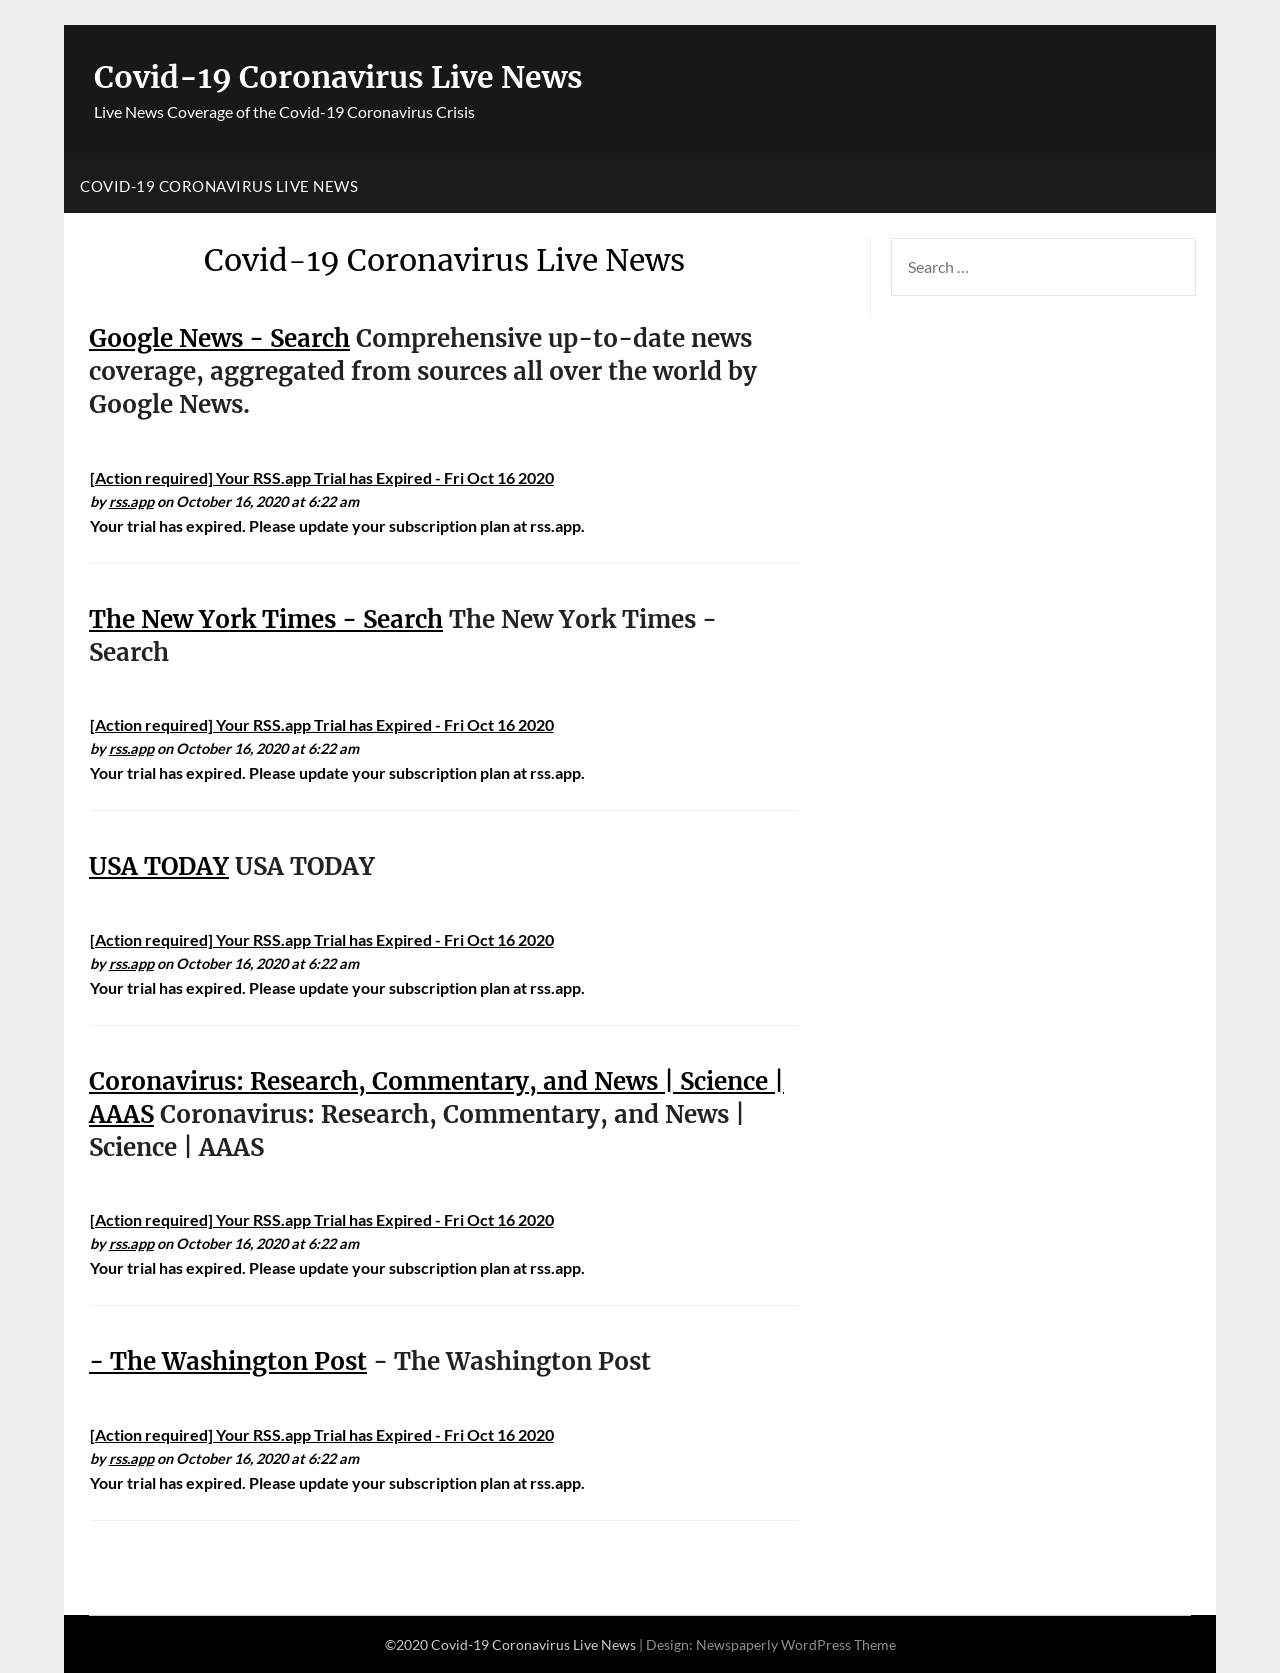 Covid-19 Coronavirus Live News
Live News Coverage of the Covid-19 Coronavirus Crisis
COVID-19 CORONAVIRUS LIVE NEWS
Covid-19 Coronavirus Live News
Search …
Google News - Search Comprehensive up-to-date news
coverage, aggregated from sources all over the world by
Google News.
[Action required] Your RSS.app Trial has Expired - Fri Oct 16 2020
by rss.app on October 16, 2020 at 6:22 am
Your trial has expired. Please update your subscription plan at rss.app.
The New York Times - Search The New York Times -
Search
[Action required] Your RSS.app Trial has Expired - Fri Oct 16 2020
by rss.app on October 16, 2020 at 6:22 am
Your trial has expired. Please update your subscription plan at rss.app.
USA TODAY USA TODAY
[Action required] Your RSS.app Trial has Expired - Fri Oct 16 2020
by rss.app on October 16, 2020 at 6:22 am
Your trial has expired. Please update your subscription plan at rss.app.
Coronavirus: Research, Commentary, and News | Science |
AAAS Coronavirus: Research, Commentary, and News |
Science | AAAS
[Action required] Your RSS.app Trial has Expired - Fri Oct 16 2020
by rss.app on October 16, 2020 at 6:22 am
Your trial has expired. Please update your subscription plan at rss.app.
- The Washington Post - The Washington Post
[Action required] Your RSS.app Trial has Expired - Fri Oct 16 2020
by rss.app on October 16, 2020 at 6:22 am
Your trial has expired. Please update your subscription plan at rss.app.
©2020 Covid-19 Coronavirus Live News | Design: Newspaperly WordPress Theme